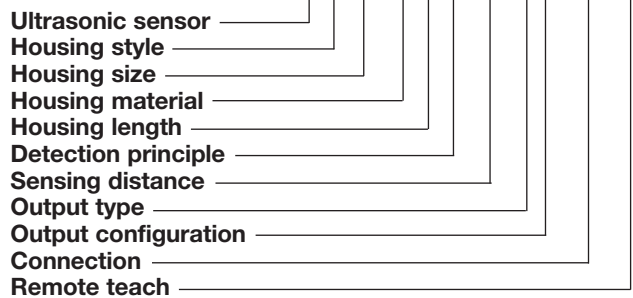 Ultrasonic sensor
Housing style
Housing size
Housing material
Housing length
Detection principle
Sensing distance
Output type
Output configuration
Connection
Remote teach